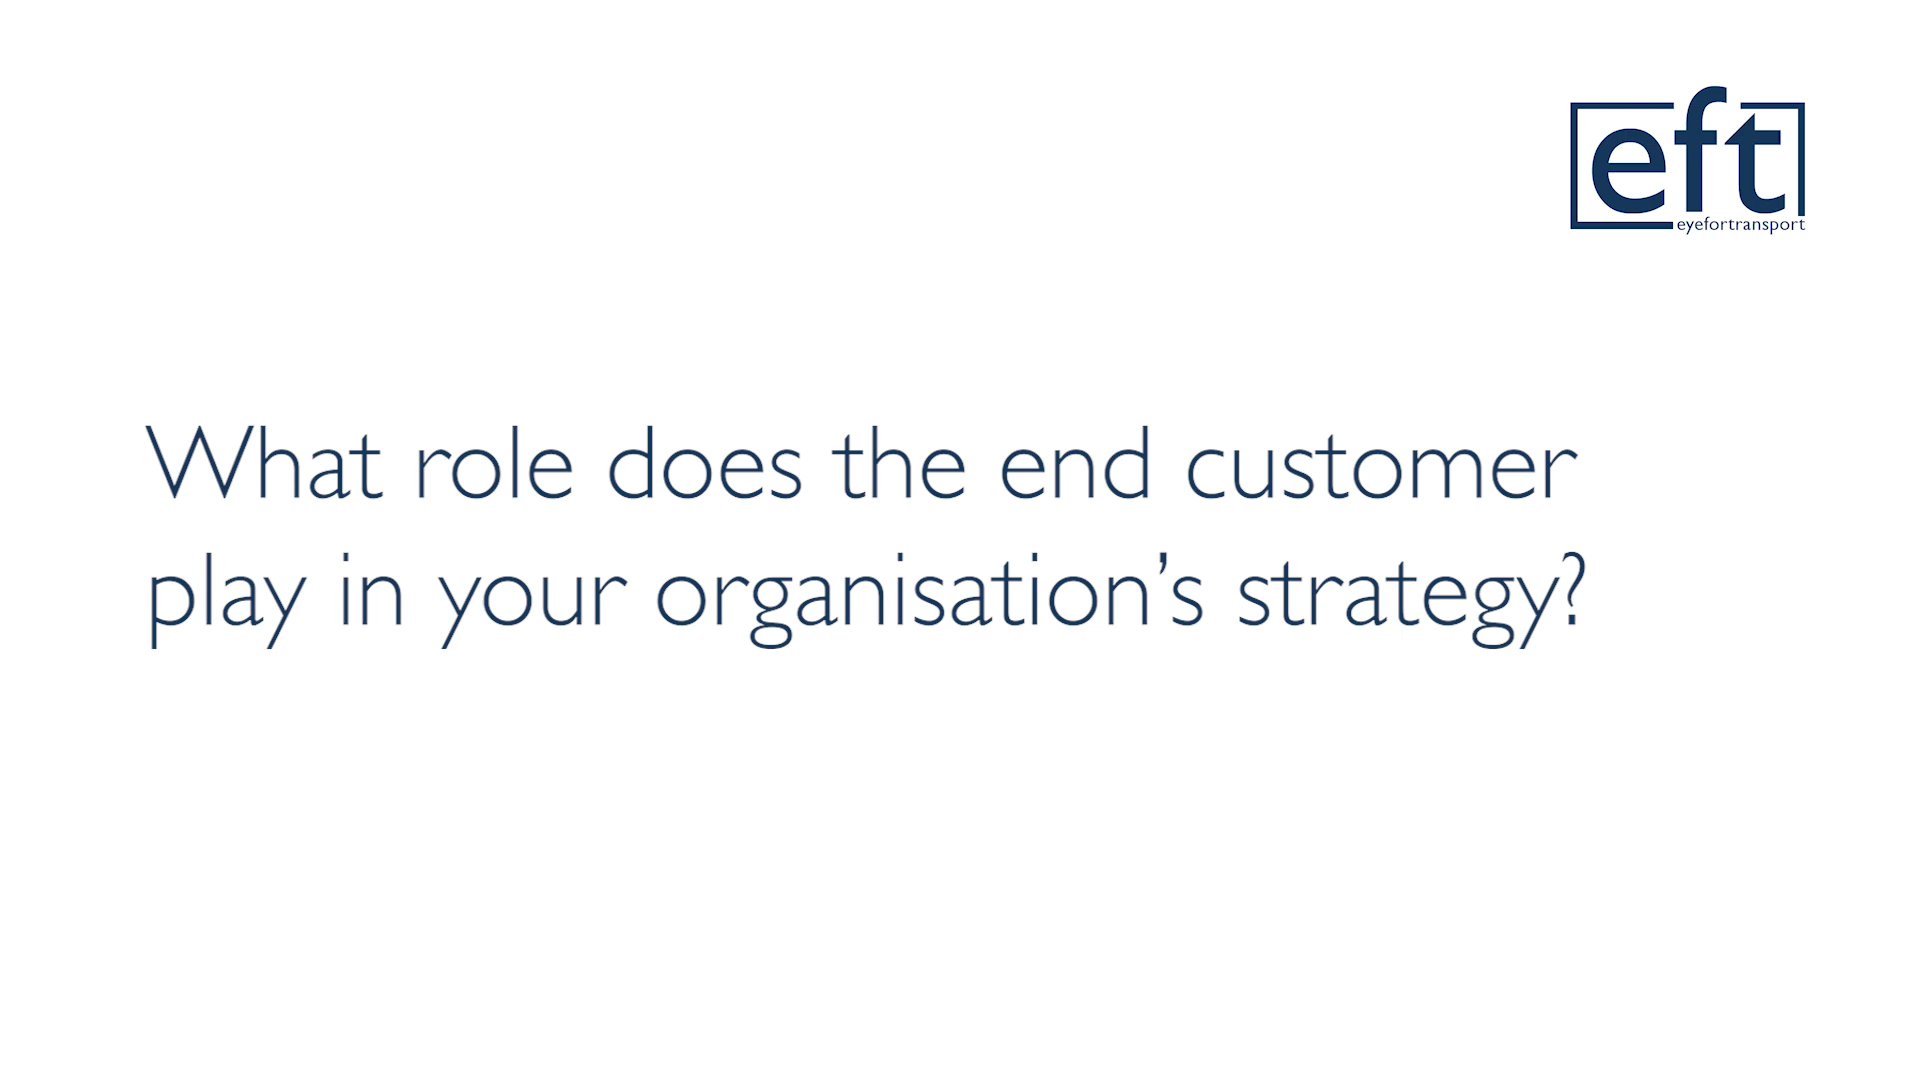 eft
eyefortransport
What role does the end customer
play in your organisation’s strategy?